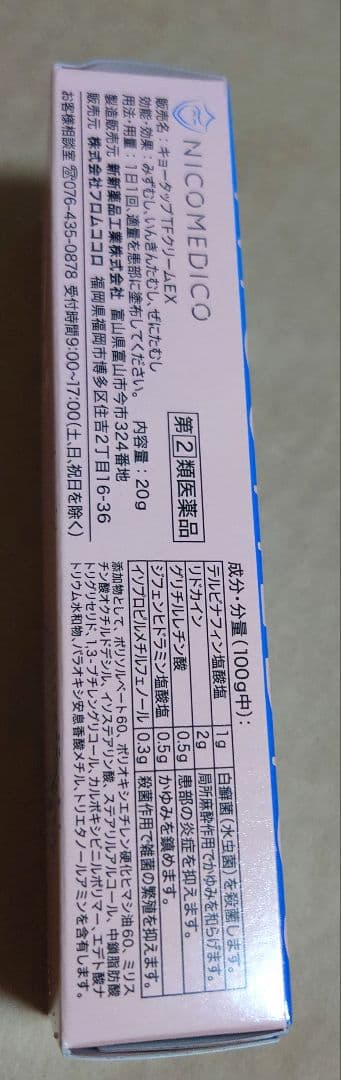 NICOMEDICO
販売名：キョータップTFクリームEX
効能・効果：みずむし、いんきんたむし、ぜにたむし
用法・用量：1日1回、適量を患部に塗布してください。 内容量：20g
製造販売元 新新薬品工業株式会社 富山県富山市今市324番地
販売元 株式会社フロムココロ 福岡県福岡市博多区住吉2丁目16-36
お客様相談室 ☏076-435-0878 受付時間9:00~17:00(土、日、祝日を除く)
第②類医薬品
成分・分量(100g中)：
テルビナフィン塩酸塩 1g 白癬菌(水虫菌)を殺菌します。
リドカイン 2g 局所麻酔作用でかゆみを和らげます。
グリチルレチン酸 0.5g 患部の炎症を抑えます。
ジフェンヒドラミン塩酸塩 0.5g かゆみを鎮めます。
イソプロピルメチルフェノール 0.3g 殺菌作用で雑菌の繁殖を抑えます。
添加物として、ポリソルベート60、ポリオキシエチレン硬化ヒマシ油60、ミリス
チン酸オクチルドデシル、イソステアリン酸、ステアリルアルコール、中鎖脂肪酸
トリグリセリド、1,3-ブチレングリコール、カルボキシビニルポリマー、エデト酸ナ
トリウム水和物、パラオキシ安息香酸メチル、トリエタノールアミンを含有します。